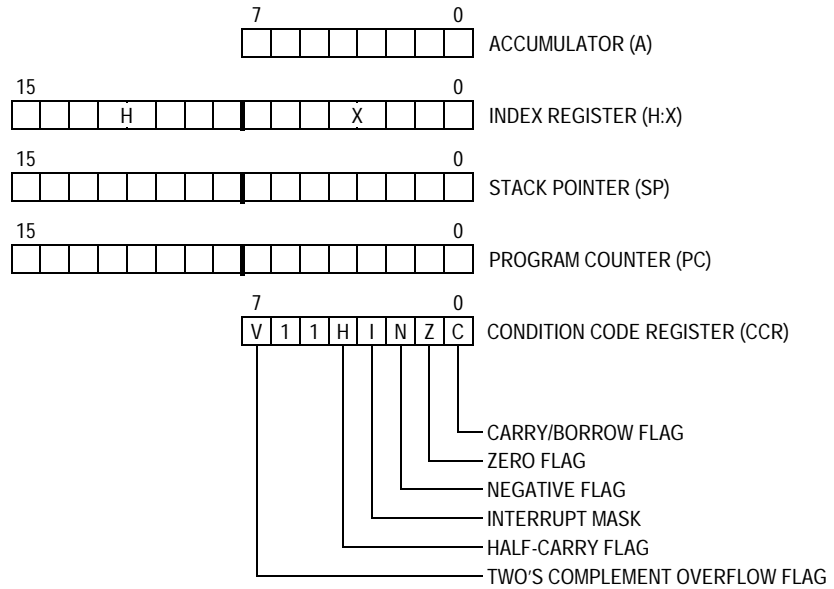 7 0
ACCUMULATOR (A)
15 0
H X INDEX REGISTER (H:X)
15 0
STACK POINTER (SP)
15 0
PROGRAM COUNTER (PC)
7 0
V 1 1 H I N Z C CONDITION CODE REGISTER (CCR)
CARRY/BORROW FLAG
ZERO FLAG
NEGATIVE FLAG
INTERRUPT MASK
HALF-CARRY FLAG
TWO'S COMPLEMENT OVERFLOW FLAG